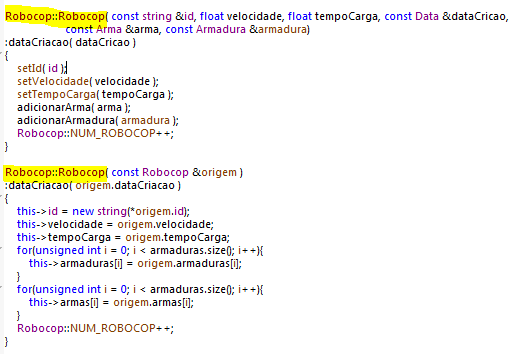 Robocop::Robocop( const string &id, float velocidade, float tempoCarga, const Data &dataCricao,
const Arma &arma, const Armadura &armadura)
:dataCriacao( dataCricao )
{
setId( id );
setVelocidade( velocidade );
setTempoCarga( tempoCarga );
adicionarArma( arma );
adicionarArmadura( armadura );
Robocop::NUM_ROBOCOP++;
}
Robocop::Robocop( const Robocop &origem )
:dataCriacao( origem.dataCriacao )
{
this->id = new string(*origem.id);
this->velocidade = origem.velocidade;
this->tempoCarga = origem.tempoCarga;
for(unsigned int i = 0; i < armaduras.size(); i++){
this->armaduras[i] = origem.armaduras[i];
}
for(unsigned int i = 0; i < armaduras.size(); i++){
this->armas[i] = origem.armas[i];
}
Robocop::NUM_ROBOCOP++;
}